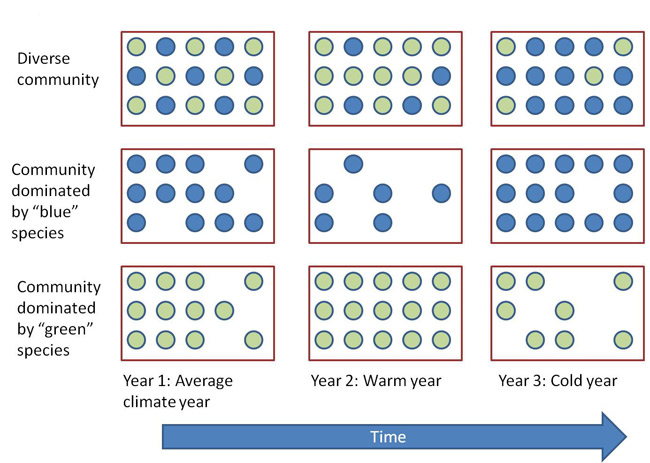 Diverse
community
Community
dominated
by “blue”
species
Community
dominated
by “green”
species
Year 1: Average
climate year
Year 2: Warm year
Year 3: Cold year
Time